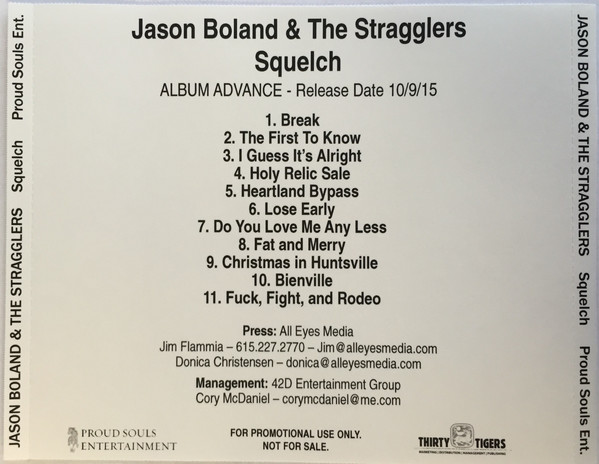 Jason Boland & The Stragglers
Squelch
ALBUM ADVANCE - Release Date 10/9/15
1. Break
2. The First To Know
3. I Guess It's Alright
4. Holy Relic Sale
5. Heartland Bypass
6. Lose Early
7. Do You Love Me Any Less
8. Fat and Merry
9. Christmas in Huntsville
10. Bienville
11. Fuck, Fight, and Rodeo
Press: All Eyes Media
Jim Flammia – 615.227.2770 – Jim@alleyesmedia.com
Donica Christensen – donica@alleyesmedia.com
Management: 42D Entertainment Group
Cory McDaniel – corymcdaniel@me.com
PROUD SOULS
ENTERTAINMENT
FOR PROMOTIONAL USE ONLY.
NOT FOR SALE.
THIRTY TIGERS
MARKETING | DISTRIBUTION | MANAGEMENT | PUBLISHING
JASON BOLAND & THE STRAGGLERS Squelch Proud Souls Ent.
JASON BOLAND & THE STRAGGLERS Squelch Proud Souls Ent.